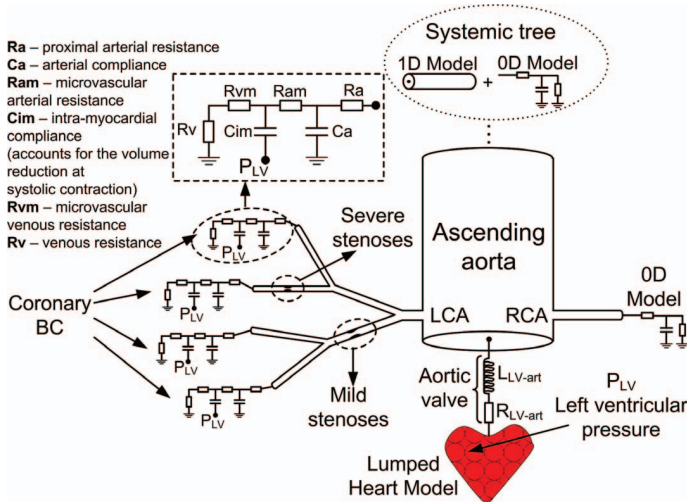 Ra – proximal arterial resistance
Ca – arterial compliance
Ram – microvascular
arterial resistance
Cim – intra-myocardial
compliance
(accounts for the volume
reduction at
systolic contraction)
Rvm – microvascular
venous resistance
Rv – venous resistance
Rvm
Ram
Ra
Rv
Cim
Ca
PLV
Systemic tree
1D Model
+
0D Model
Severe
stenoses
PLV
PLV
PLV
PLV
Coronary
BC
Mild
stenoses
Ascending
aorta
LCA
RCA
0D
Model
Aortic
valve
LLV-art
RLV-art
PLV
Left ventricular
pressure
Lumped
Heart Model